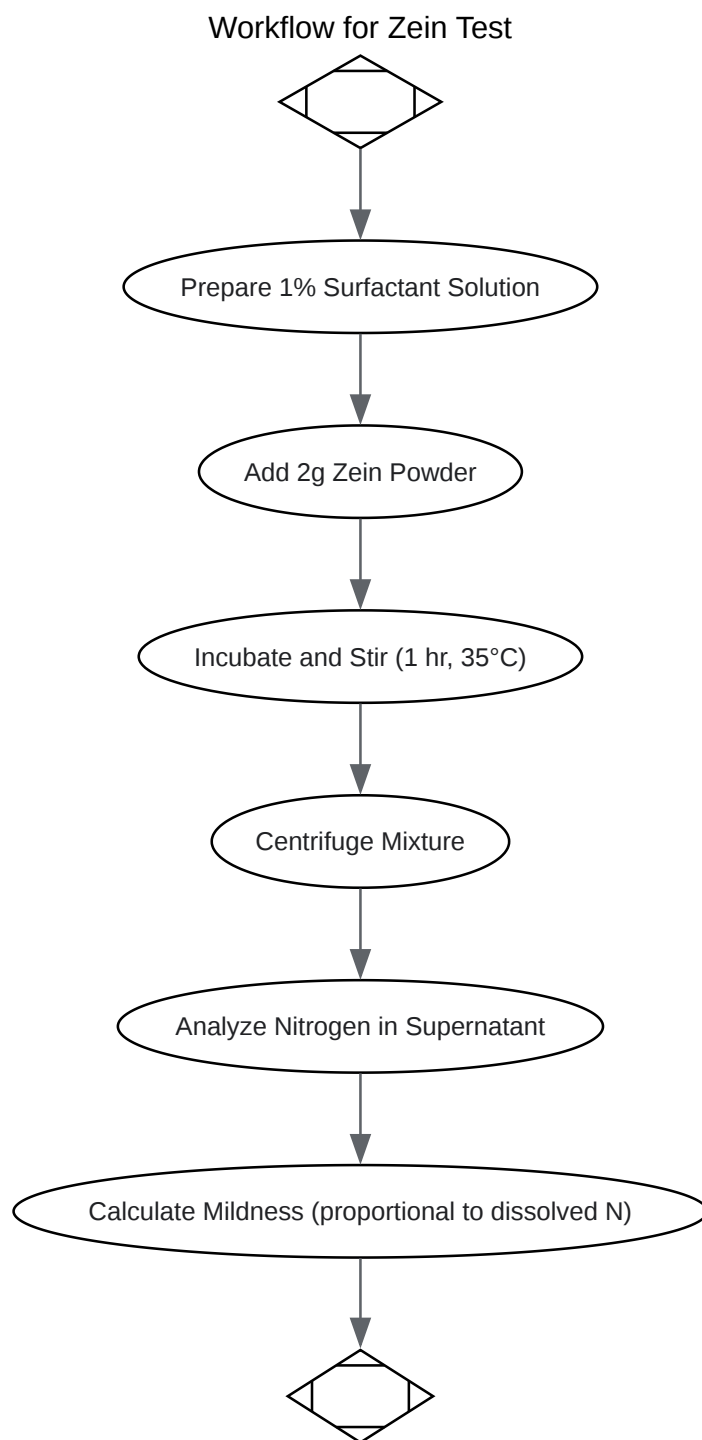 Workflow for Zein Test
Prepare 1% Surfactant Solution
Add 2g Zein Powder
Incubate and Stir (1 hr, 35°C)
Centrifuge Mixture
Analyze Nitrogen in Supernatant
Calculate Mildness (proportional to dissolved N)